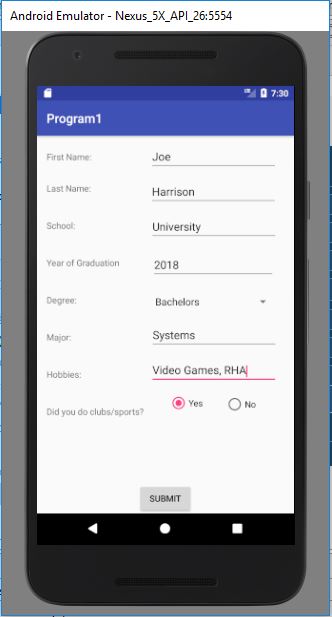 Android Emulator - Nexus_5X_API_26:5554
7:30
Program1
First Name: Joe
Last Name: Harrison
School: University
Year of Graduation 2018
Degree: Bachelors
Major: Systems
Hobbies: Video Games, RHA
Did you do clubs/sports? Yes No
SUBMIT